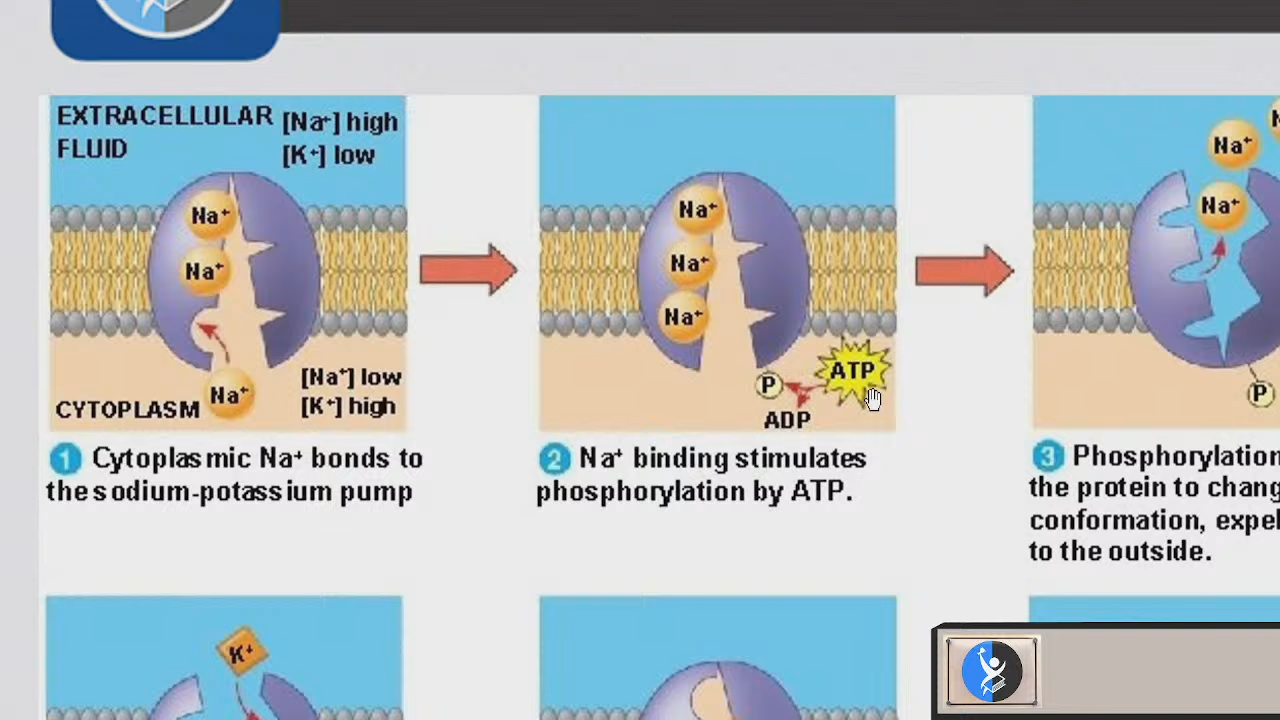 EXTRACELLULAR
FLUID
[Na⁺] high
[K⁺] low
Na⁺
Na⁺
Na⁺
[Na⁺] low
[K⁺] high
CYTOPLASM
1 Cytoplasmic Na⁺ bonds to
the sodium-potassium pump
Na⁺
Na⁺
Na⁺
ATP
P
ADP
2 Na⁺ binding stimulates
phosphorylation by ATP.
Na⁺
Na⁺
P
3 Phosphorylation
the protein to chang
conformation, expel
to the outside.
K⁺